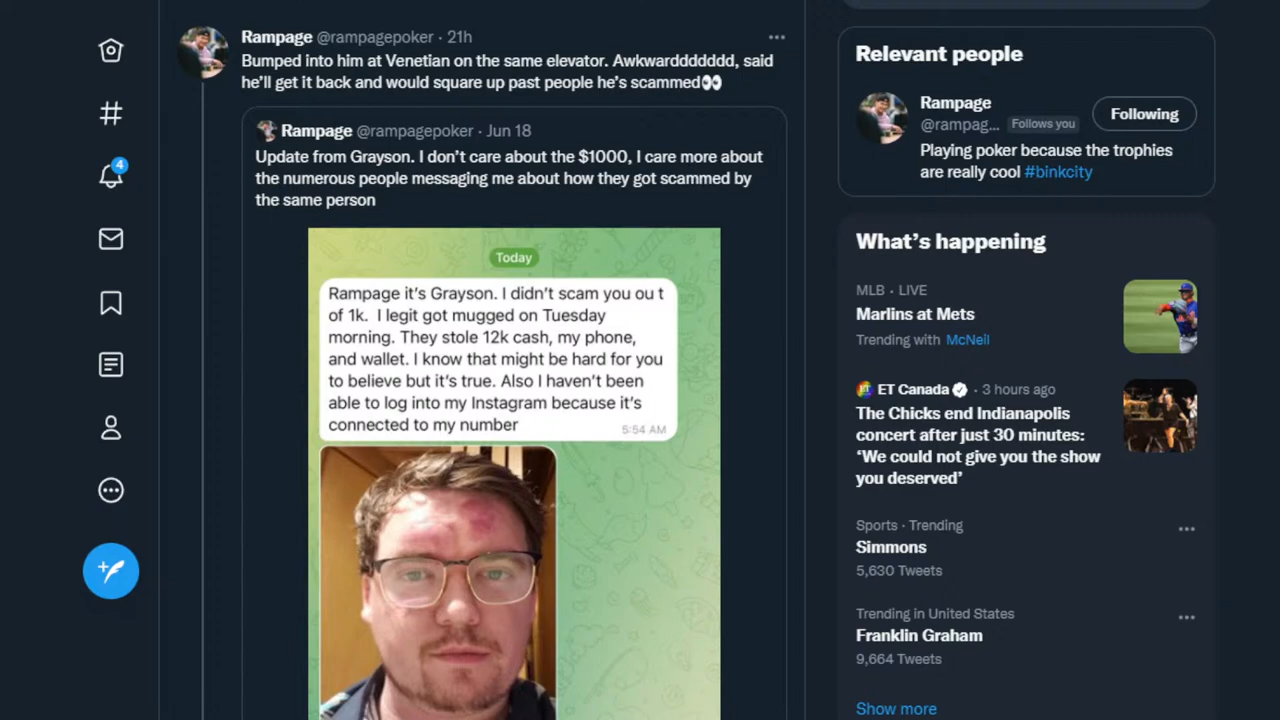 Rampage @rampagepoker · 21h
Bumped into him at Venetian on the same elevator. Awkwarddddddd, said
he'll get it back and would square up past people he's scammed👀
Rampage @rampagepoker · Jun 18
Update from Grayson. I don't care about the $1000, I care more about
the numerous people messaging me about how they got scammed by
the same person
Today
Rampage it's Grayson. I didn't scam you ou t
of 1k.  I legit got mugged on Tuesday
morning. They stole 12k cash, my phone,
and wallet. I know that might be hard for you
to believe but it's true. Also I haven't been
able to log into my Instagram because it's
connected to my number
5:54 AM
4
Relevant people
Rampage
@rampag... Follows you
Following
Playing poker because the trophies
are really cool #binkcity
What's happening
MLB · LIVE
Marlins at Mets
Trending with McNeil
ET Canada · 3 hours ago
The Chicks end Indianapolis
concert after just 30 minutes:
‘We could not give you the show
you deserved’
Sports · Trending
Simmons
5,630 Tweets
Trending in United States
Franklin Graham
9,664 Tweets
Show more